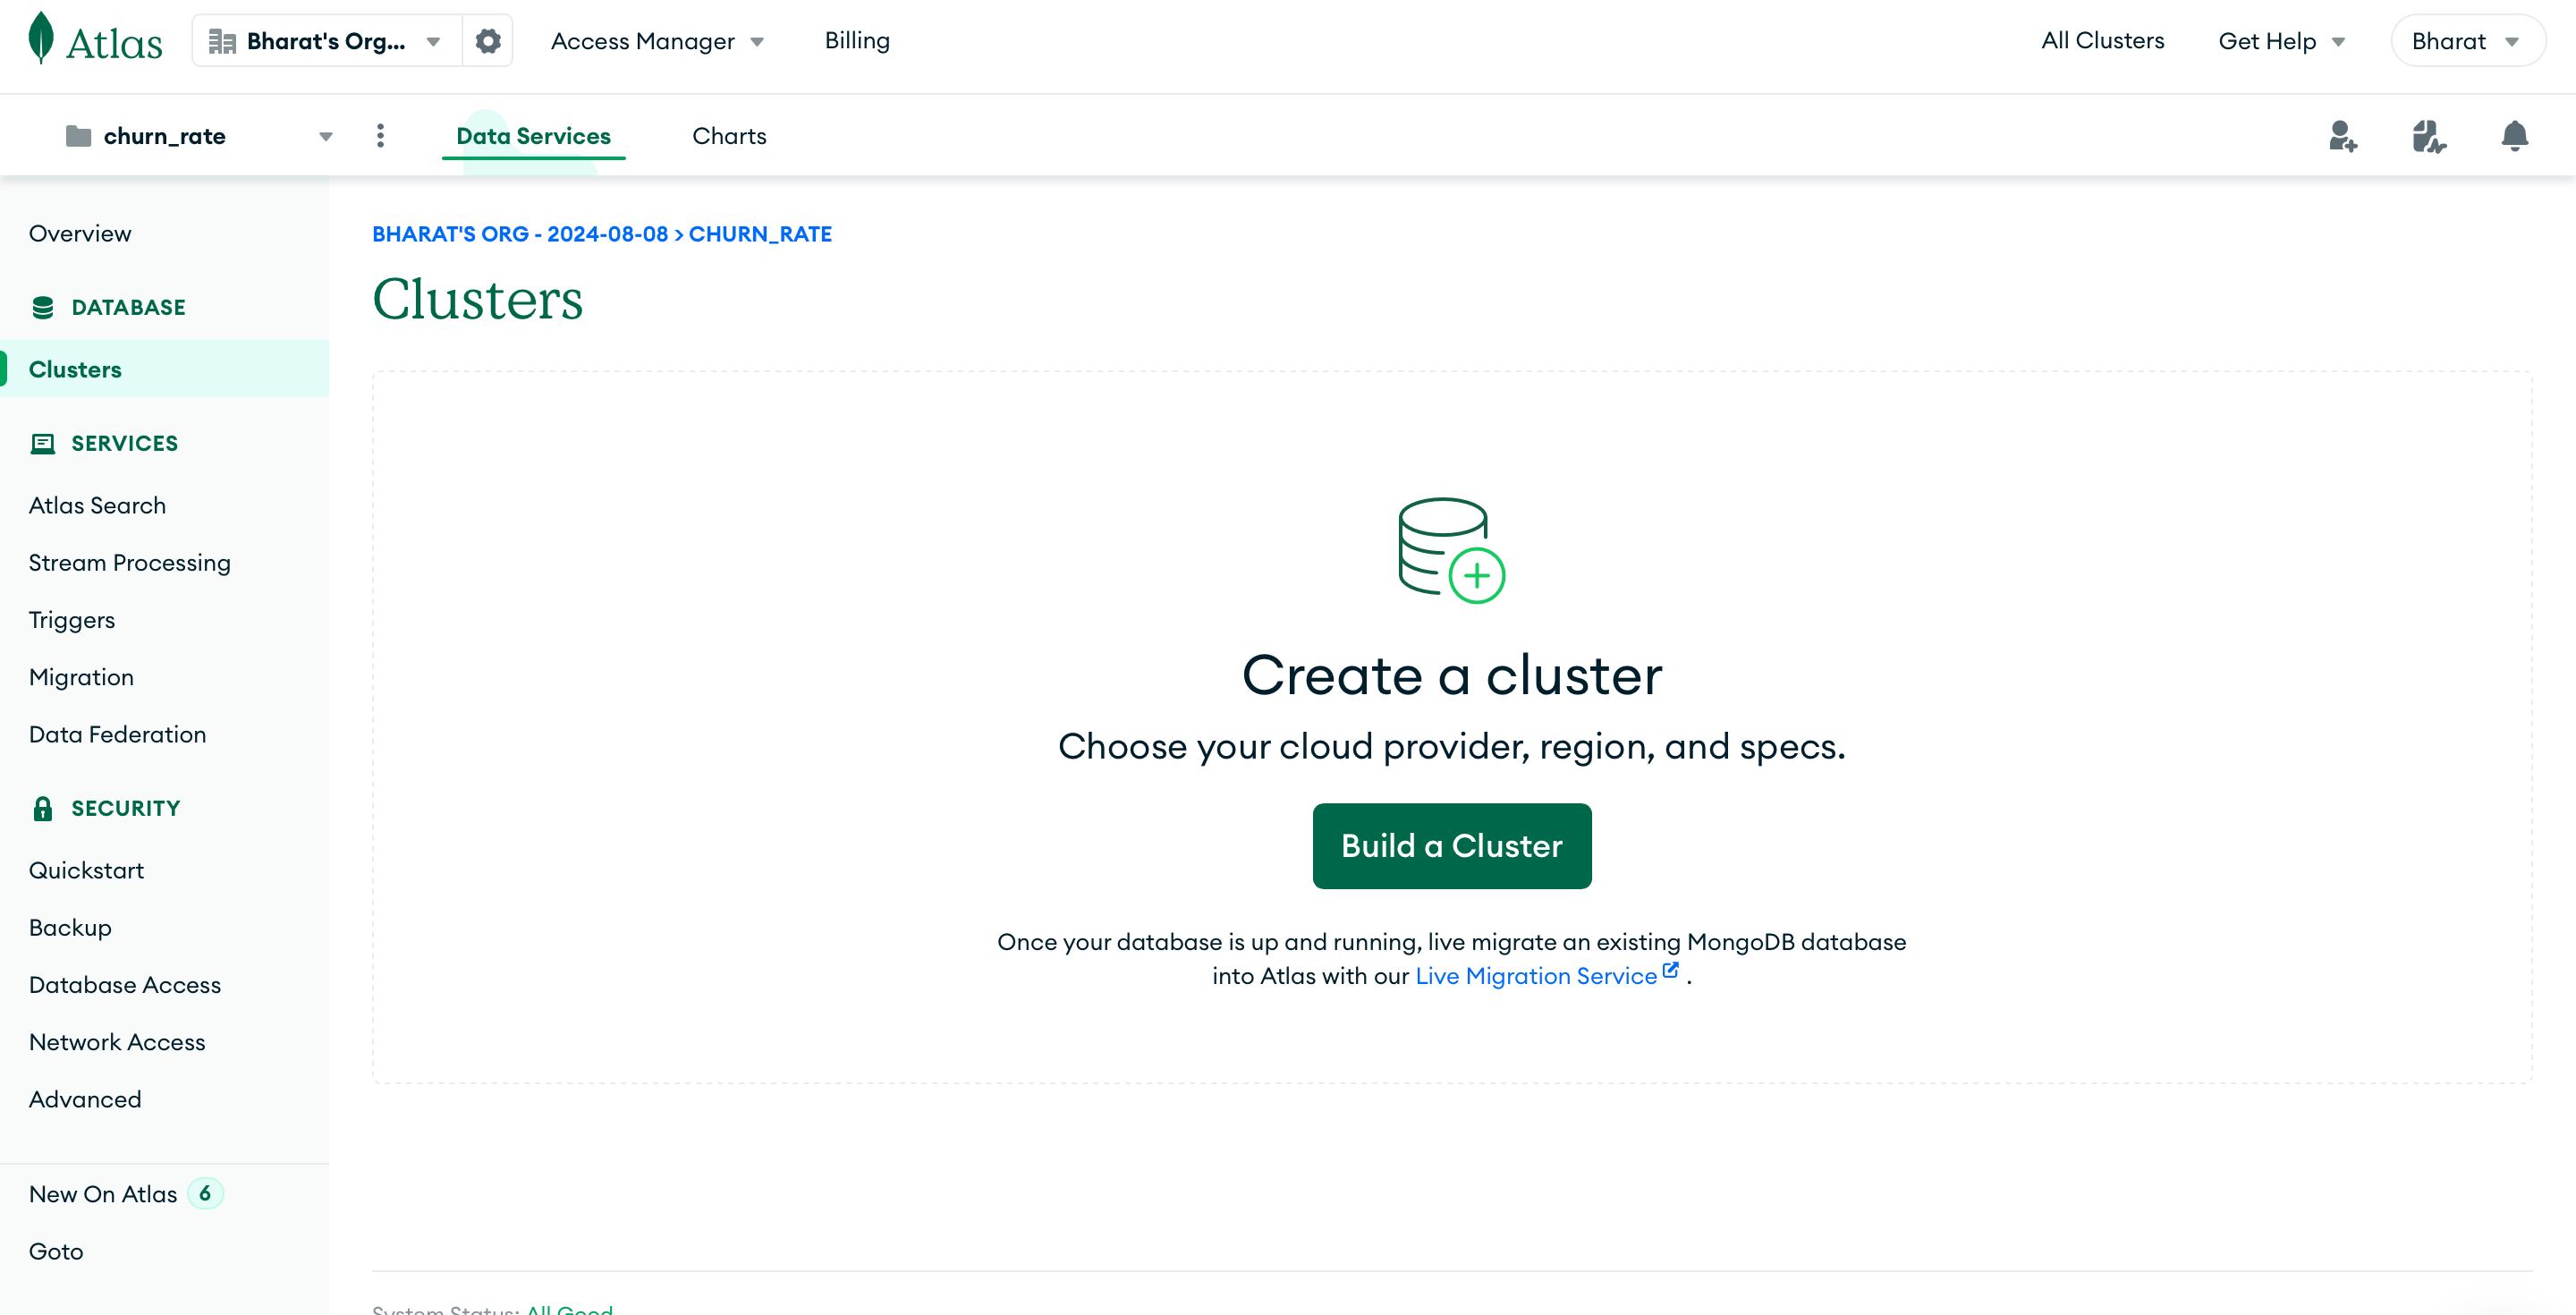 Atlas
Bharat's Org...
Access Manager
Billing
All Clusters
Get Help
Bharat
churn_rate
Data Services
Charts
Overview
DATABASE
Clusters
SERVICES
Atlas Search
Stream Processing
Triggers
Migration
Data Federation
SECURITY
Quickstart
Backup
Database Access
Network Access
Advanced
New On Atlas 6
Goto
BHARAT'S ORG - 2024-08-08 > CHURN_RATE
Clusters
Create a cluster
Choose your cloud provider, region, and specs.
Build a Cluster
Once your database is up and running, live migrate an existing MongoDB database
into Atlas with our Live Migration Service .
System Status: All Good